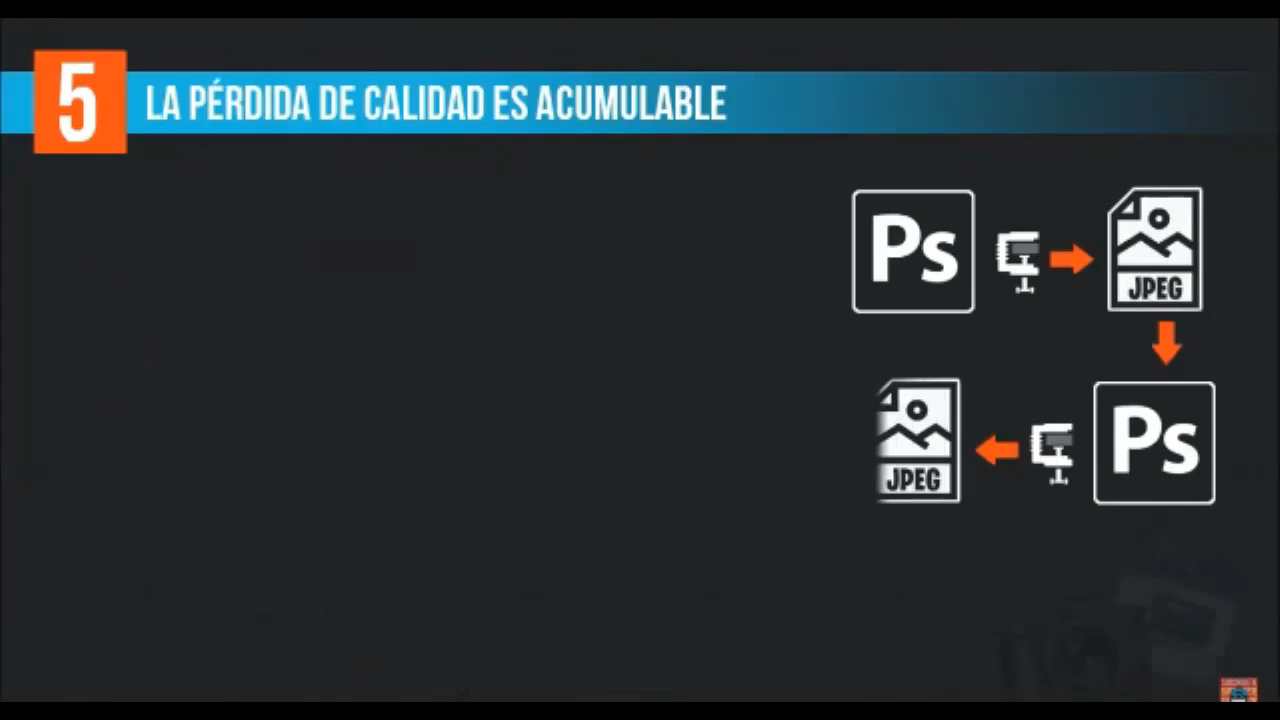 5
LA PÉRDIDA DE CALIDAD ES ACUMULABLE
Ps
JPEG
JPEG
Ps